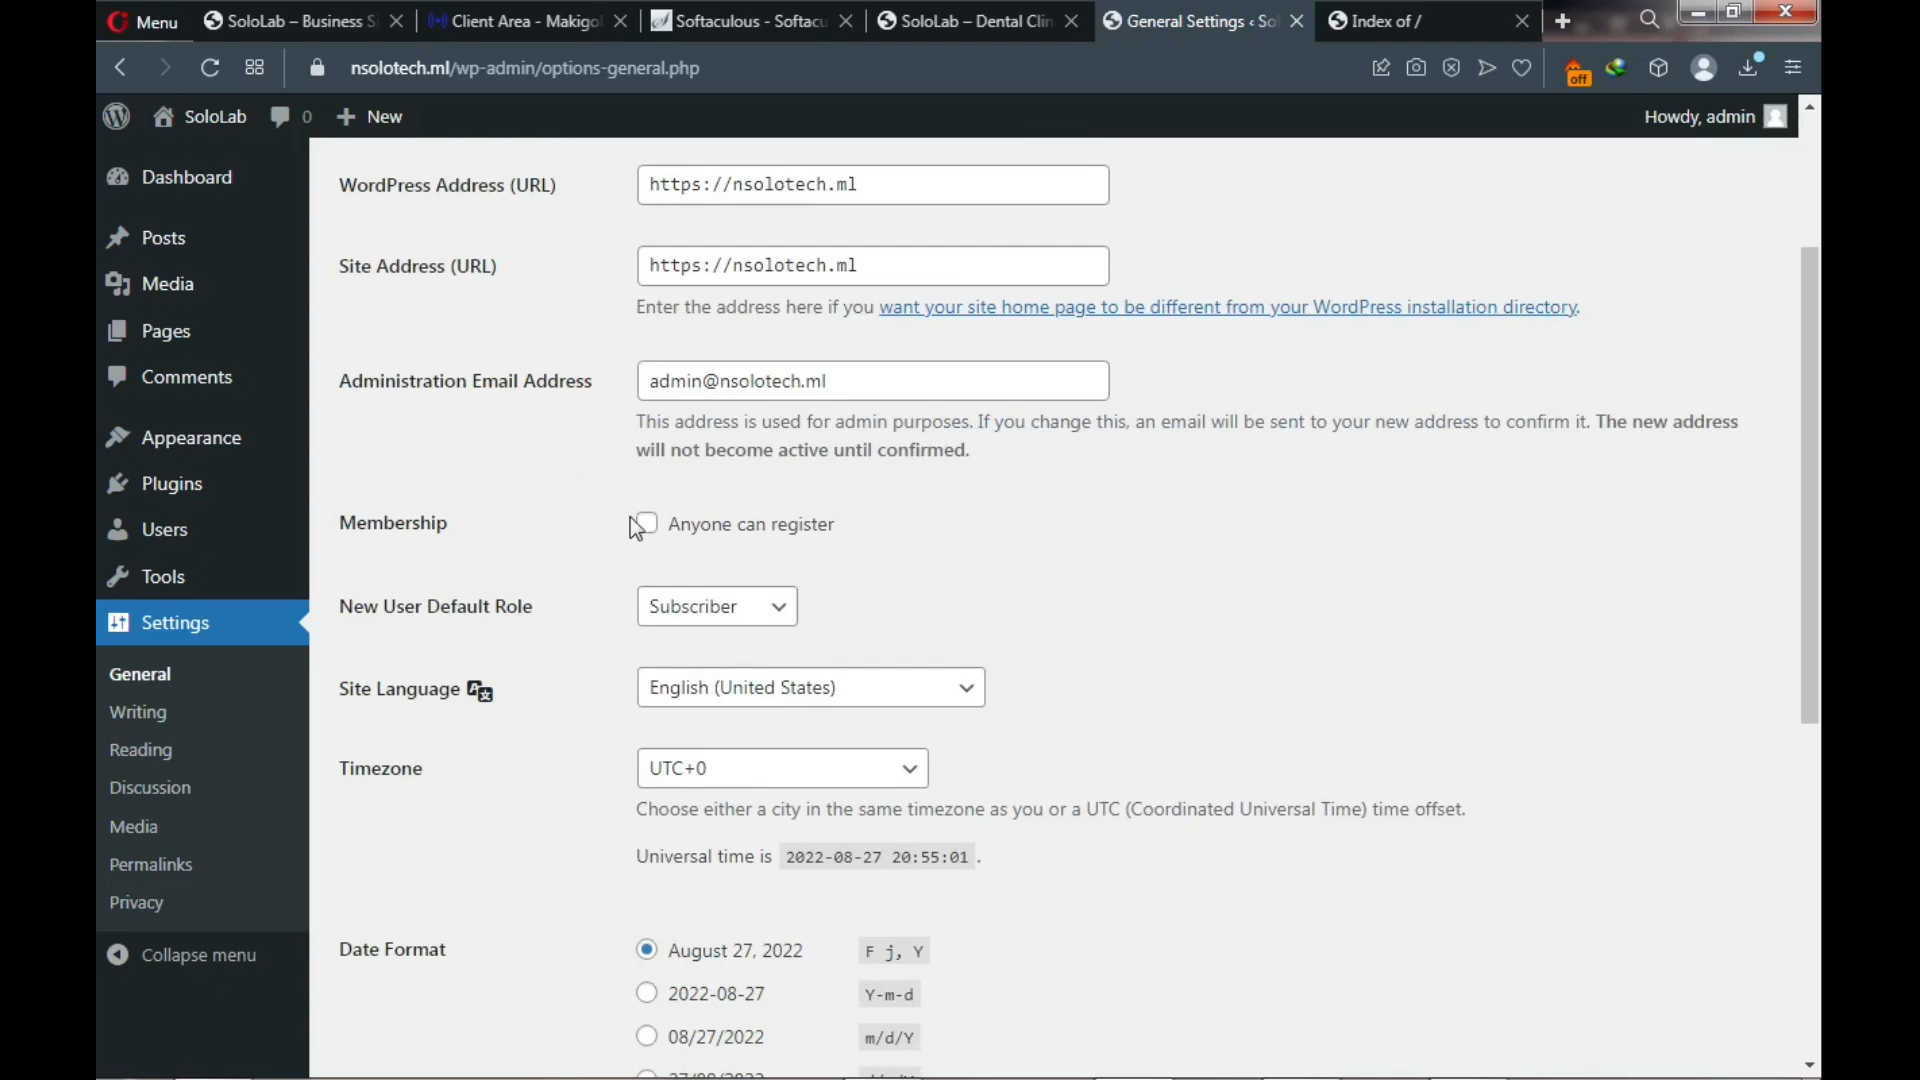 Menu
SoloLab – Business S
Client Area - Makigol
Softaculous - Softacu
SoloLab – Dental Clin
General Settings ‹ So
Index of /
nsolotech.ml/wp-admin/options-general.php
off
SoloLab
0
New
Howdy, admin
Dashboard
Posts
Media
Pages
Comments
Appearance
Plugins
Users
Tools
Settings
General
Writing
Reading
Discussion
Media
Permalinks
Privacy
Collapse menu
WordPress Address (URL)
https://nsolotech.ml
Site Address (URL)
https://nsolotech.ml
Enter the address here if you want your site home page to be different from your WordPress installation directory.
Administration Email Address
admin@nsolotech.ml
This address is used for admin purposes. If you change this, an email will be sent to your new address to confirm it. The new address
will not become active until confirmed.
Membership
Anyone can register
New User Default Role
Subscriber
Site Language
English (United States)
Timezone
UTC+0
Choose either a city in the same timezone as you or a UTC (Coordinated Universal Time) time offset.
Universal time is 2022-08-27 20:55:01 .
Date Format
August 27, 2022 F j, Y
2022-08-27 Y-m-d
08/27/2022 m/d/Y